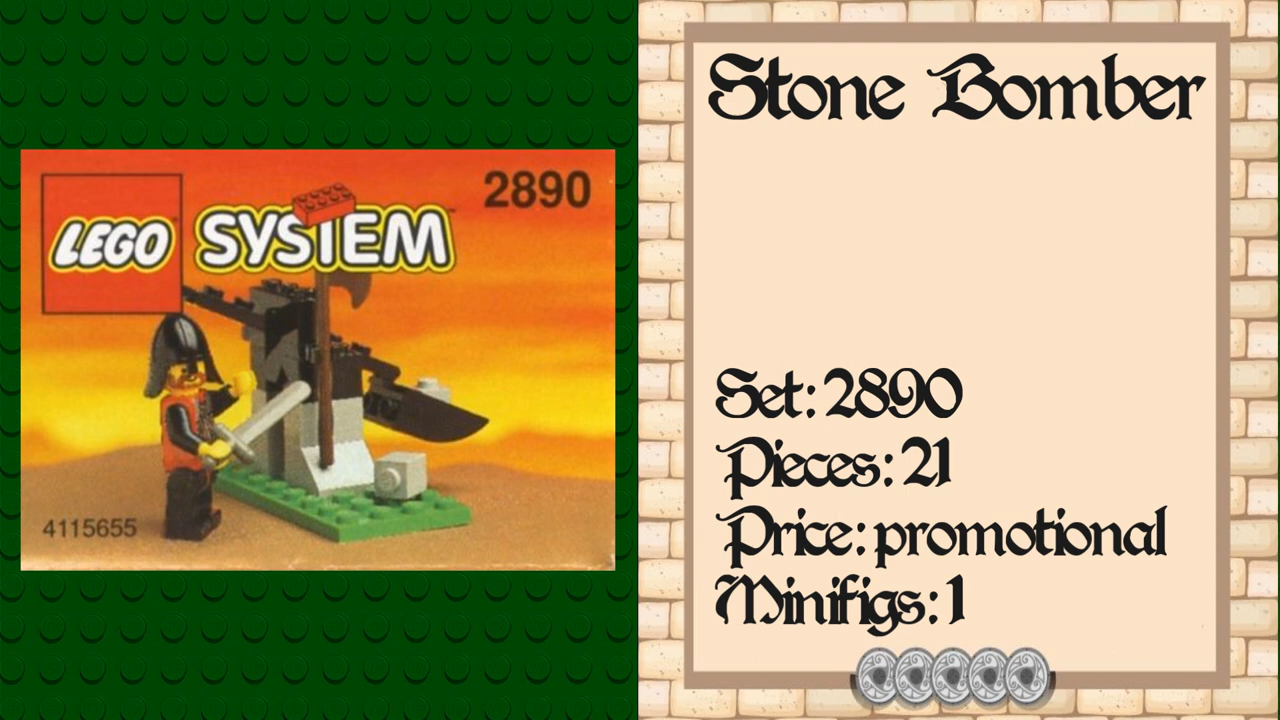 LEGO SYSTEM 2890
4115655
Stone Bomber
Set: 2890
Pieces: 21
Price: promotional
Minifigs: 1